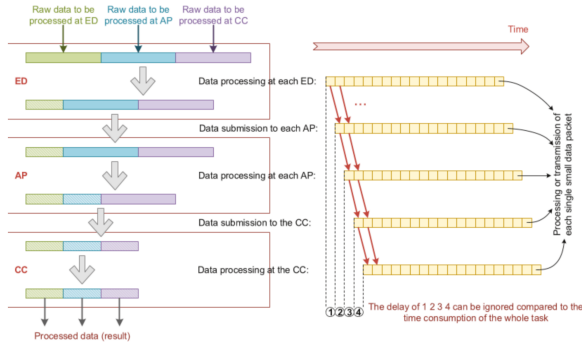 Raw data to be
processed at ED
Raw data to be
processed at AP
Raw data to be
processed at CC
Time
ED
Data processing at each ED:
...
Data submission to each AP:
AP
Data processing at each AP:
Data submission to the CC:
CC
Data processing at the CC:
Processing or transmission of
each single small data packet
①②③④
The delay of 1 2 3 4 can be ignored compared to the
time consumption of the whole task
Processed data (result)